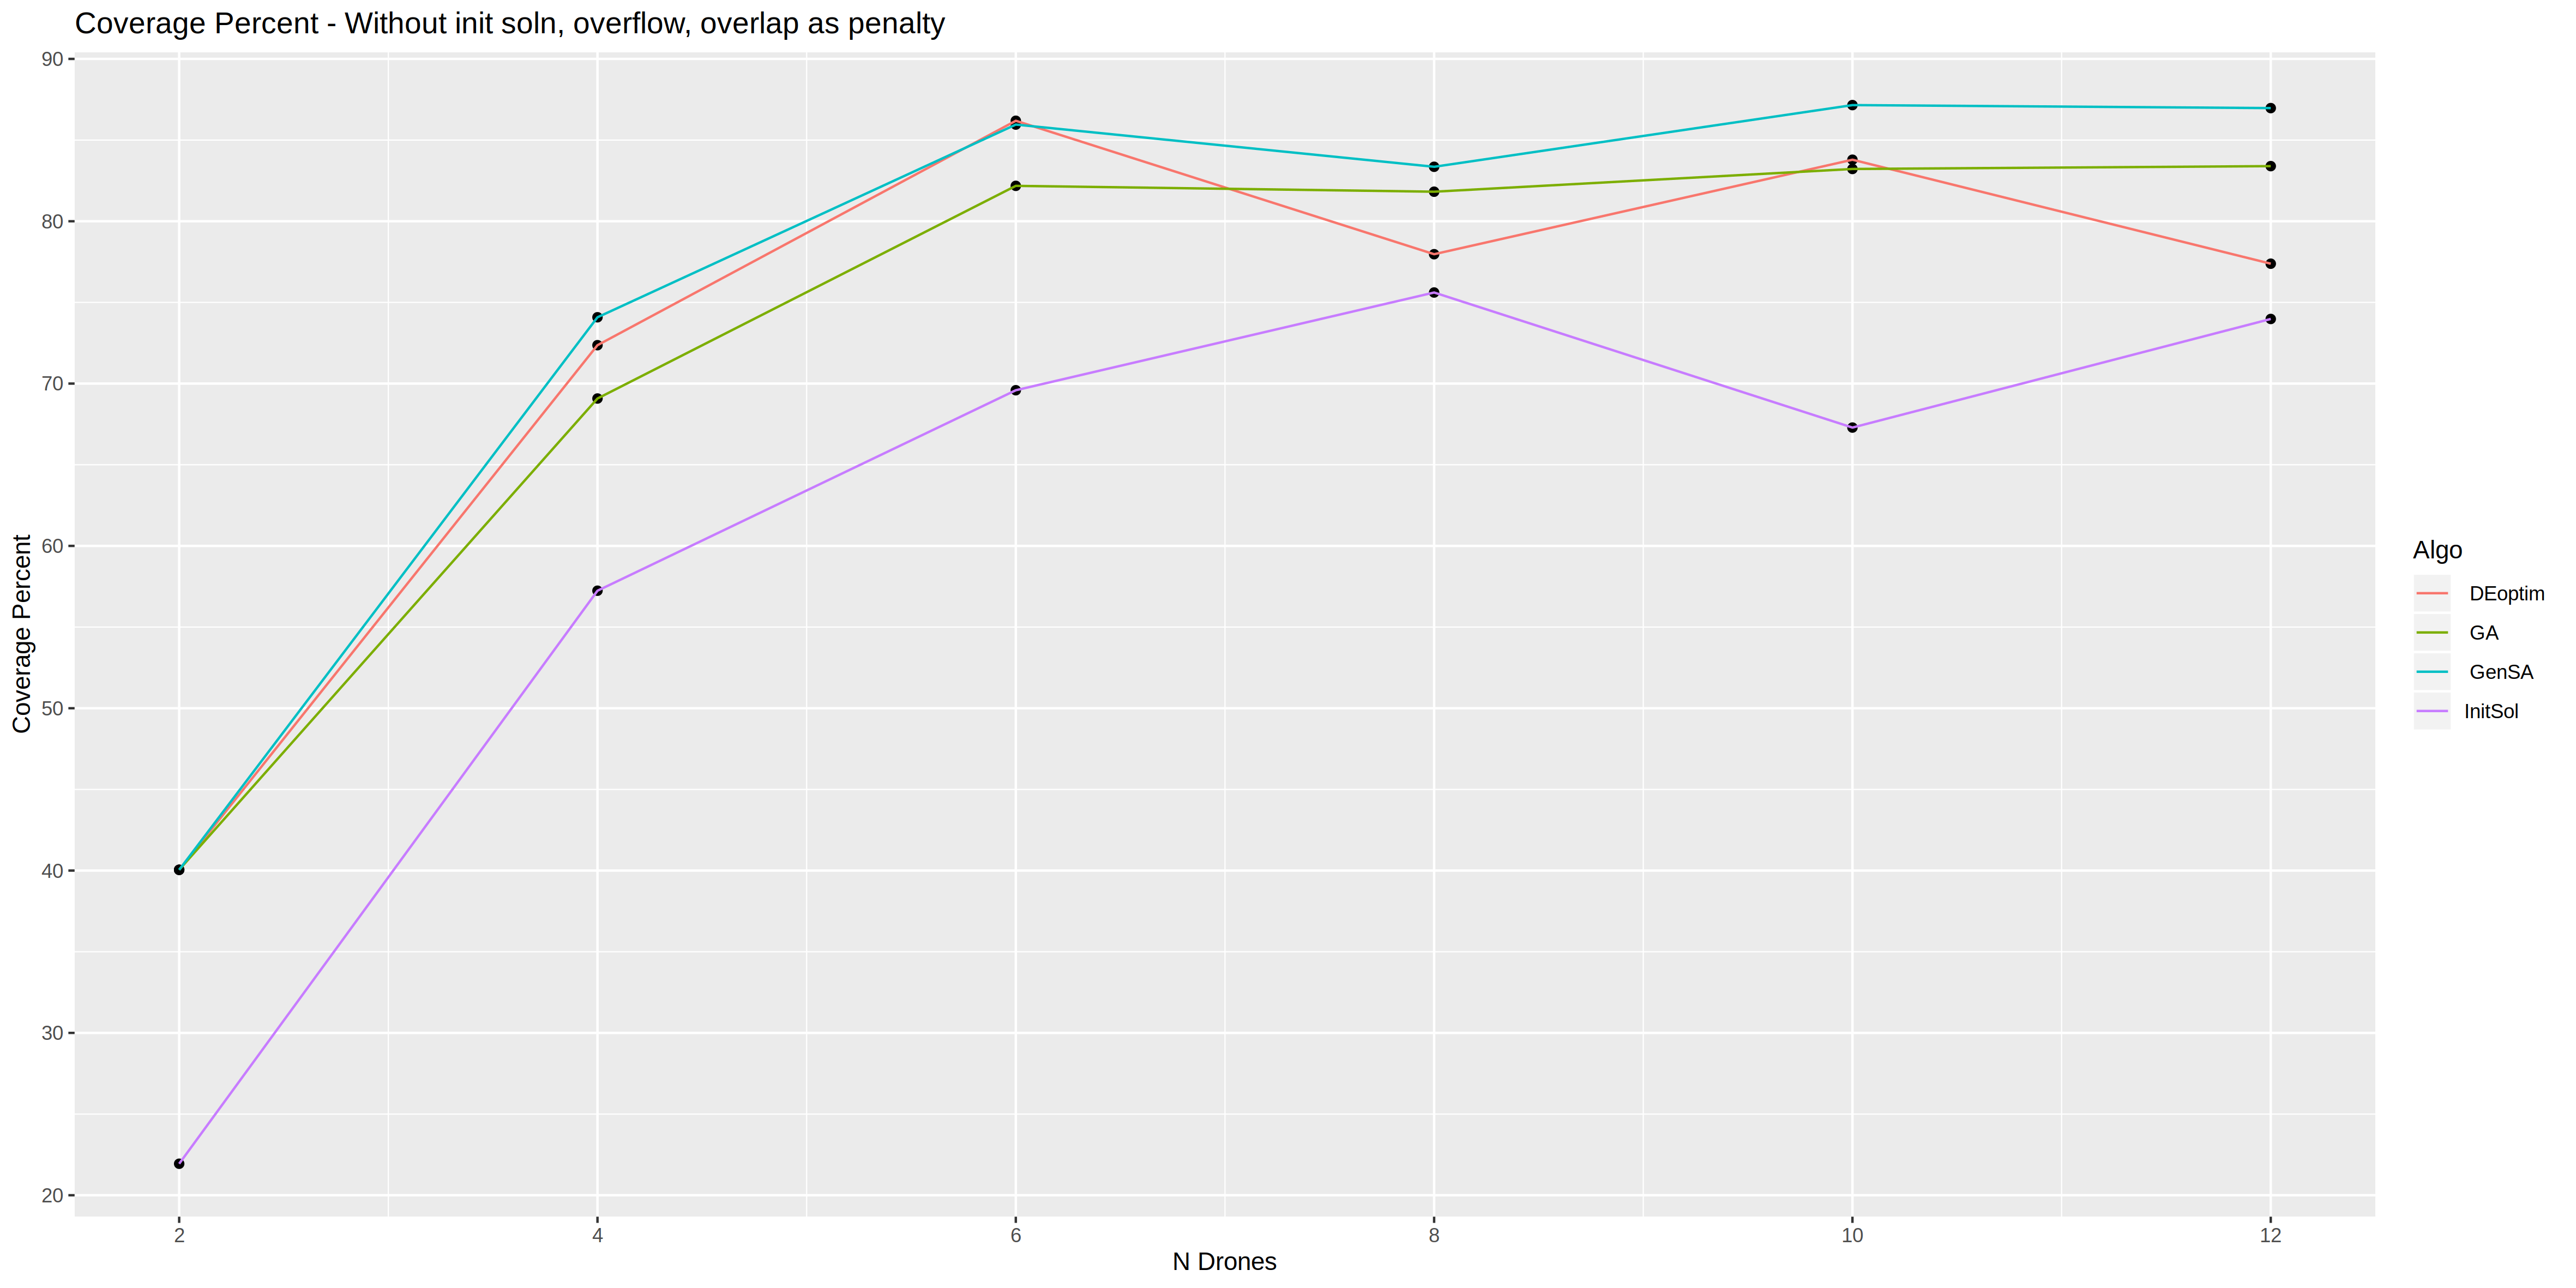 Coverage Percent - Without init soln, overflow, overlap as penalty
90
80
70
60
50
40
30
20
Coverage Percent
2 4 6 8 10 12
N Drones
Algo
DEoptim
GA
GenSA
InitSol